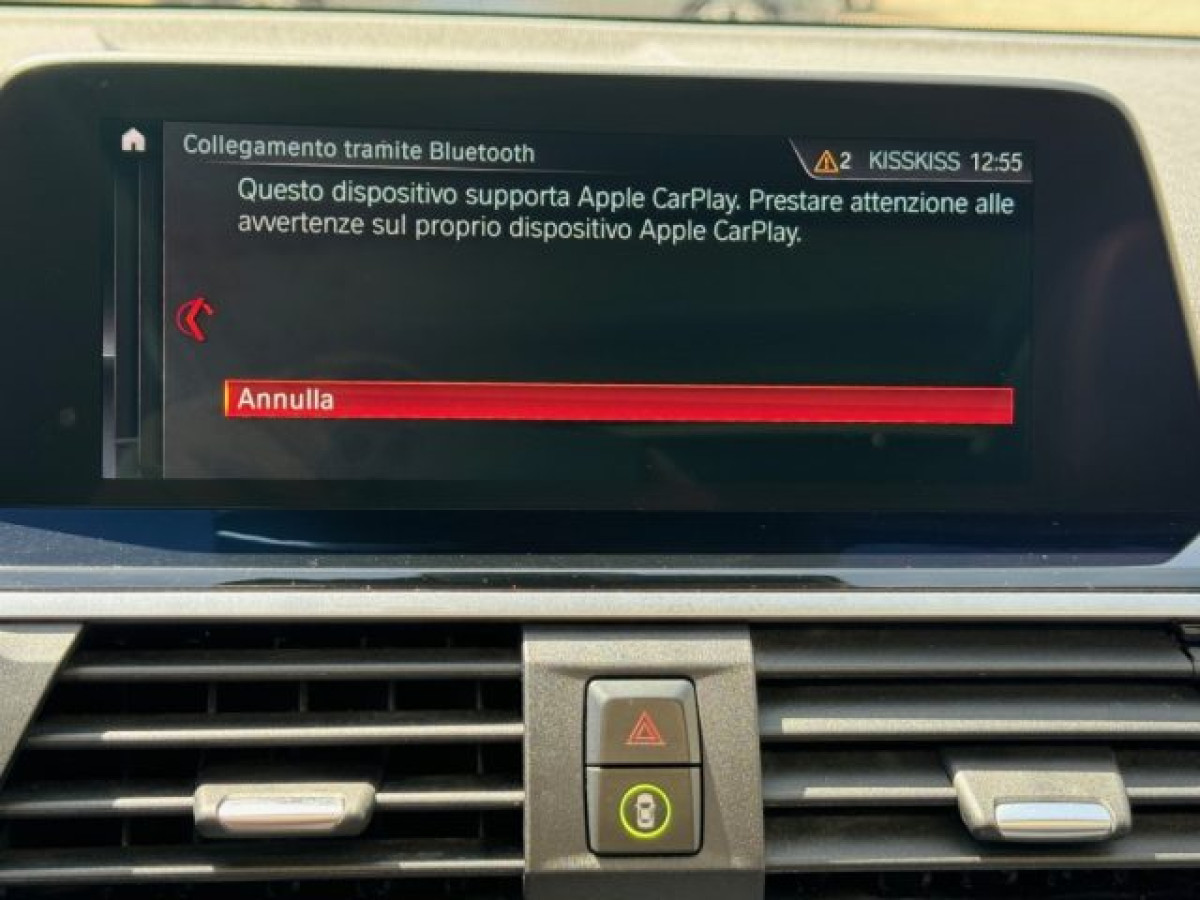 Collegamento tramite Bluetooth
2 KISSKISS 12:55
Questo dispositivo supporta Apple CarPlay. Prestare attenzione alle
avvertenze sul proprio dispositivo Apple CarPlay.
Annulla